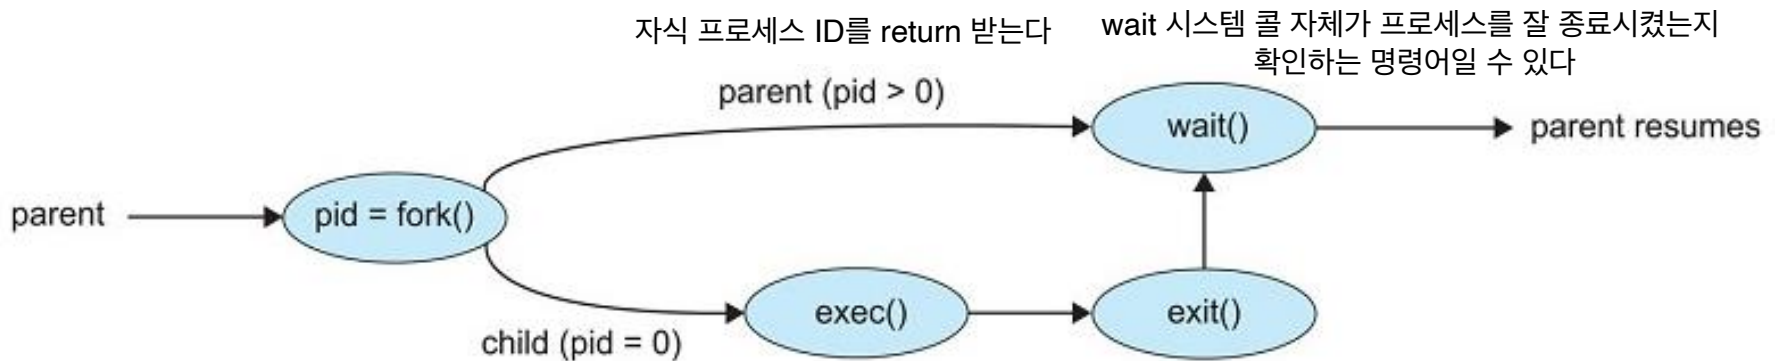 자식 프로세스 ID를 return 받는다
wait 시스템 콜 자체가 프로세스를 잘 종료시켰는지
확인하는 명령어일 수 있다
parent (pid > 0)
wait()
parent resumes
parent
pid = fork()
exec()
exit()
child (pid = 0)